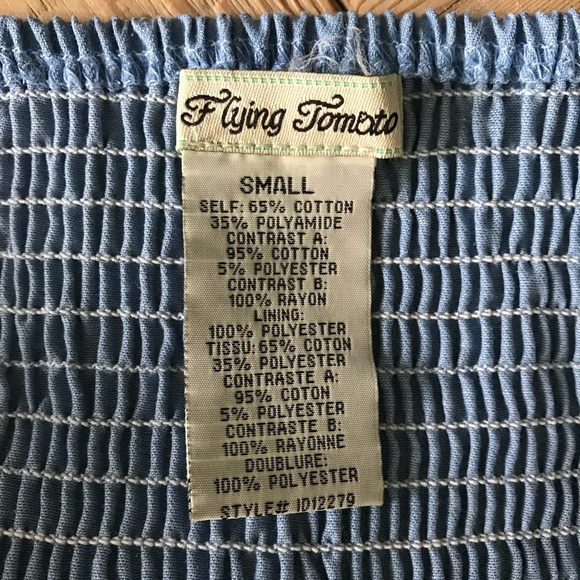 Flying Tomato
SMALL
SELF: 65% COTTON
35% POLYAMIDE
CONTRAST A:
95% COTTON
5% POLYESTER
CONTRAST B:
100% RAYON
LINING:
100% POLYESTER
TISSU: 65% COTON
35% POLYESTER
CONTRASTE A:
95% COTON
5% POLYESTER
CONTRASTE B:
100% RAYONNE
DOUBLURE:
100% POLYESTER
STYLE# ID12279